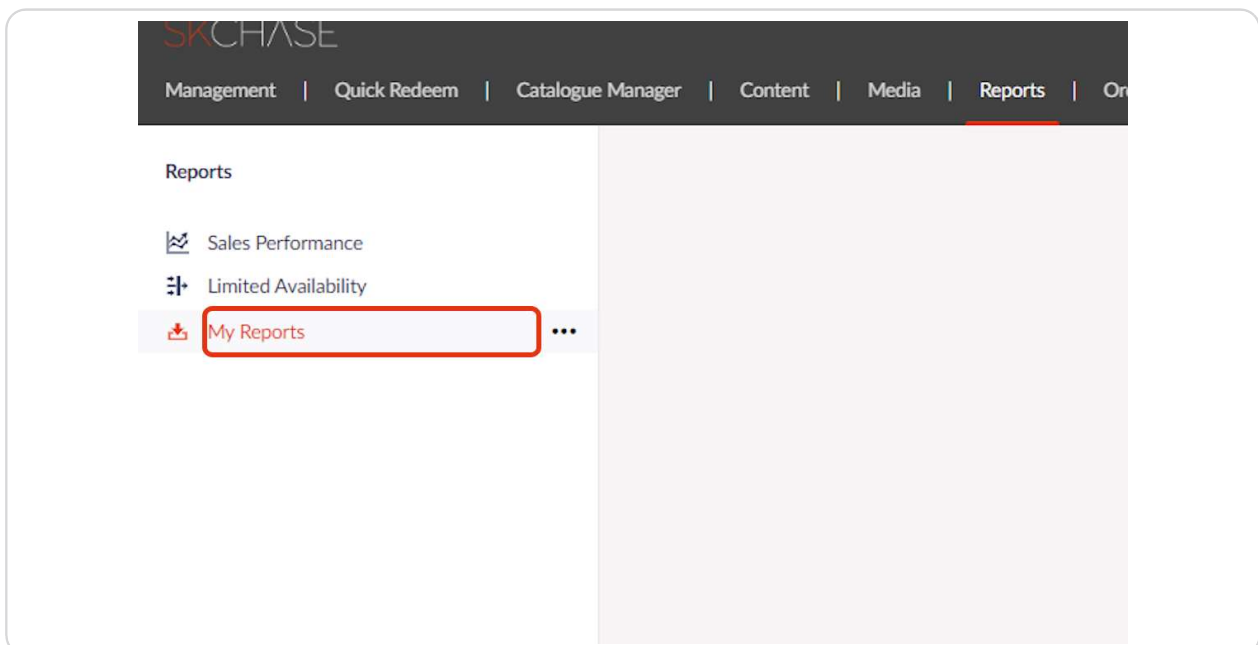 SKCHASE
Management | Quick Redeem | Catalogue Manager | Content | Media | Reports |
Reports
Sales Performance
Limited Availability
My Reports